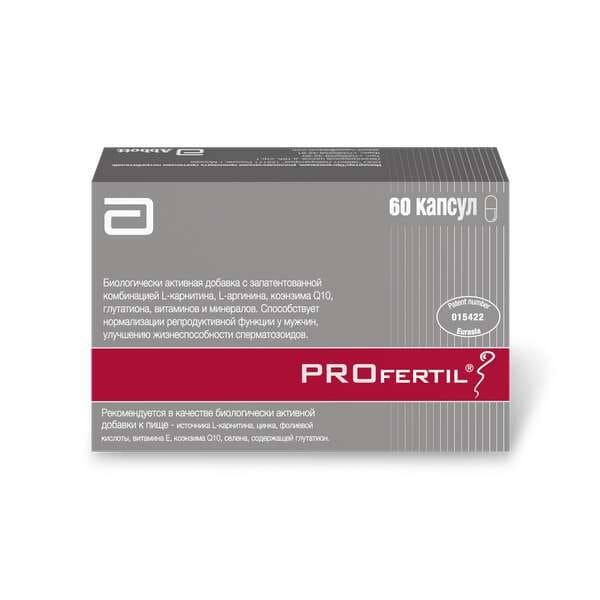 Abbott
60 капсул
Биологически активная добавка с запатентованной
комбинацией L-карнитина, L-аргинина, коэнзима Q10,
глутатиона, витаминов и минералов. Способствует
нормализации репродуктивной функции у мужчин,
улучшению жизнеспособности сперматозоидов.
Patent number
015422
Eurasia
PROFERTIL®
Рекомендуется в качестве биологически активной
добавки к пище - источника L-карнитина, цинка, фолиевой
кислоты, витамина Е, коэнзима Q10, селена, содержащей глутатион.